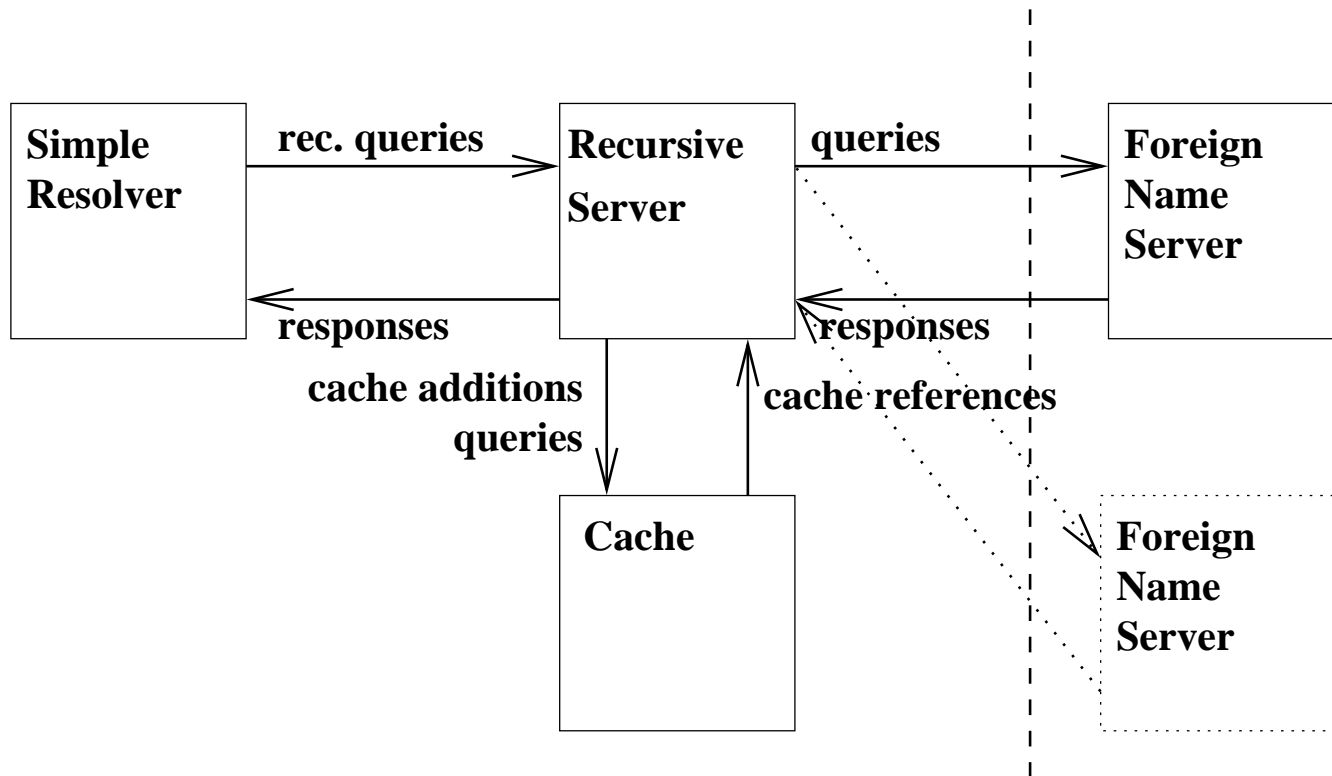 Simple
Resolver
rec. queries
Recursive
Server
queries
Foreign
Name
Server
responses
responses
cache additions
queries
cache references
Cache
Foreign
Name
Server